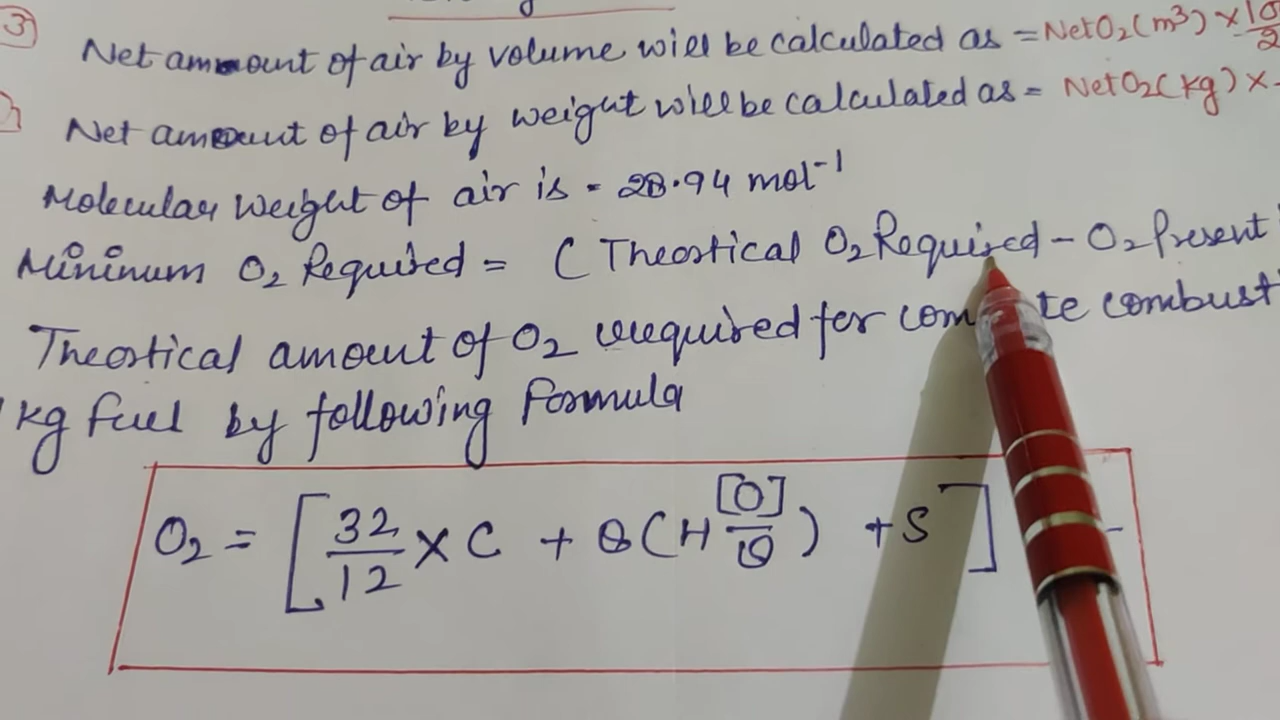 3
Net amount of air by volume will be calculated as = Net O₂ (m³) × 10/2
Net amount of air by weight will be calculated as = Net O₂ (kg) ×
Molecular Weight of air is = 28.94 mol⁻¹
Mininum O₂ Required = ( Theortical O₂ Required - O₂ Present
Theortical amount of O₂ required for com te combust
kg fuel by following Formula
O₂ = [ 32/12 × C + 8 ( H [O]/8 ) + S ]